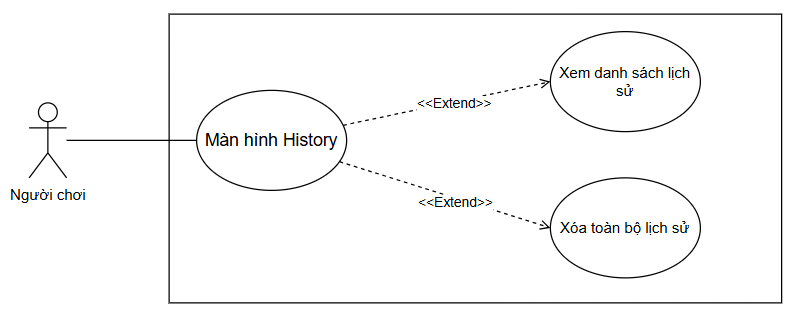 Xem danh sách lịch
sử
<<Extend>>
Màn hình History
Người chơi
<<Extend>>
Xóa toàn bộ lịch sử